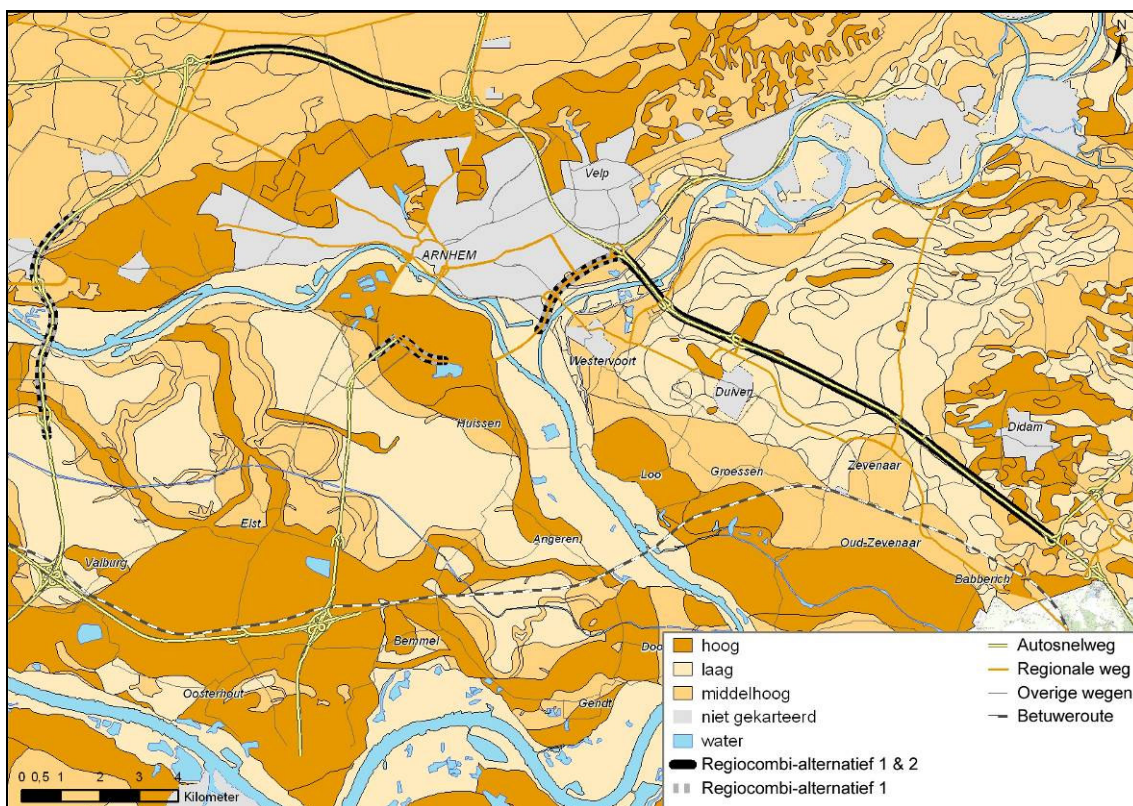 N
Velp
ARNHEM
Westervoort
Duiven
Didam
Huissen
Loo
Groessen
Zevenaar
Elst
Angeren
Oud-Zevenaar
Valburg
Babberich
Bemmel
Doo
Oosterhout
Gendt
hoog
laag
middelhoog
niet gekarteerd
water
Regiocombi-alternatief 1 & 2
Regiocombi-alternatief 1
Autosnelweg
Regionale weg
Overige wegen
Betuweroute
0 0,5 1 2 3 4
Kilometer